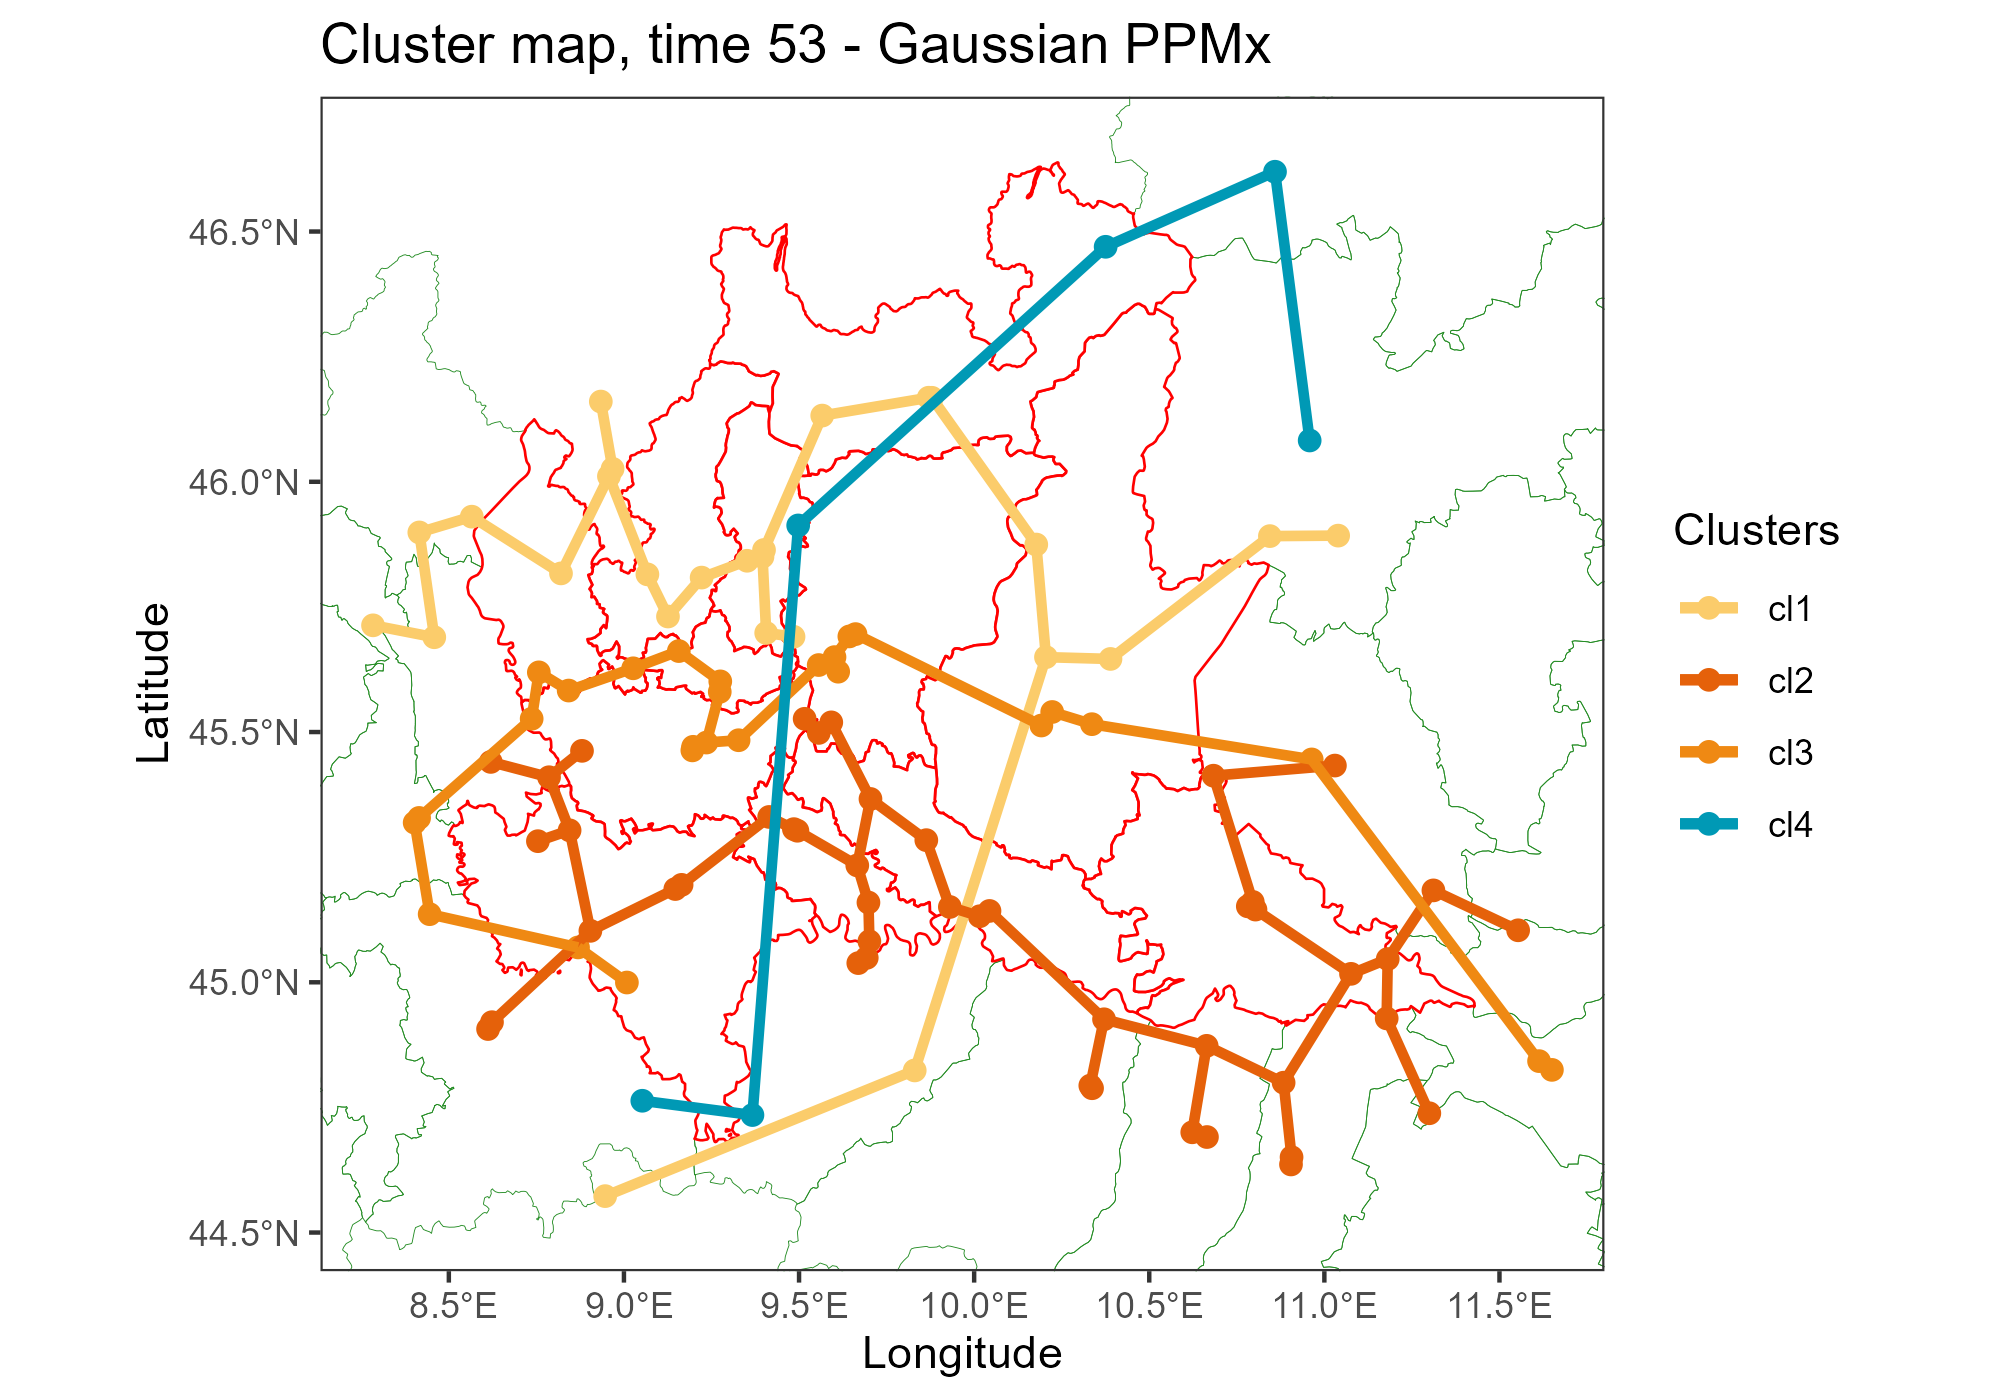 Cluster map, time 53 - Gaussian PPMx
46.5°N
46.0°N
45.5°N
45.0°N
44.5°N
Latitude
8.5°E
9.0°E
9.5°E
10.0°E
10.5°E
11.0°E
11.5°E
Longitude
Clusters
cl1
cl2
cl3
cl4